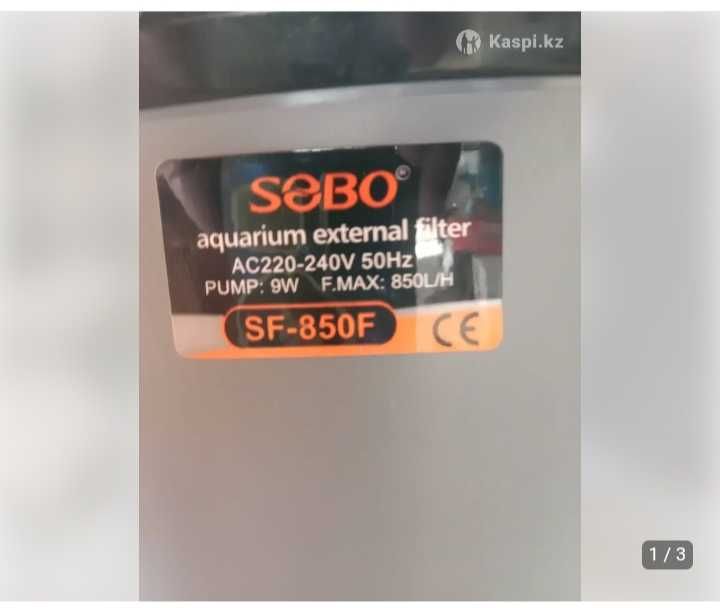 Kaspi.kz
SOBO®
aquarium external filter
AC220-240V 50Hz
PUMP: 9W F.MAX: 850L/H
SF-850F CE
1 / 3